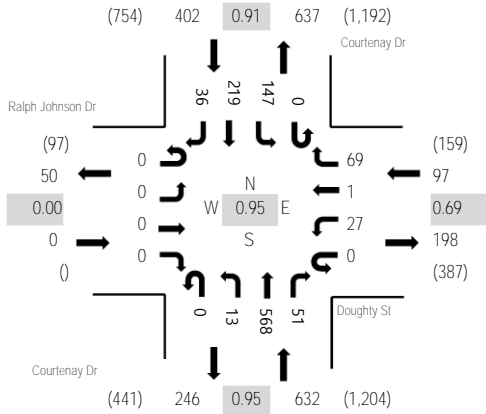 (754) 402 0.91 637 (1,192)
Courtenay Dr
36 219 147 0
Ralph Johnson Dr
(97) (159)
50 0 69 97
0 N 1
0.00 W 0.95 E 0.69
0 S 27
0 0 0 198
() (387)
0 13 568 51
Doughty St
Courtenay Dr
(441) 246 0.95 632 (1,204)